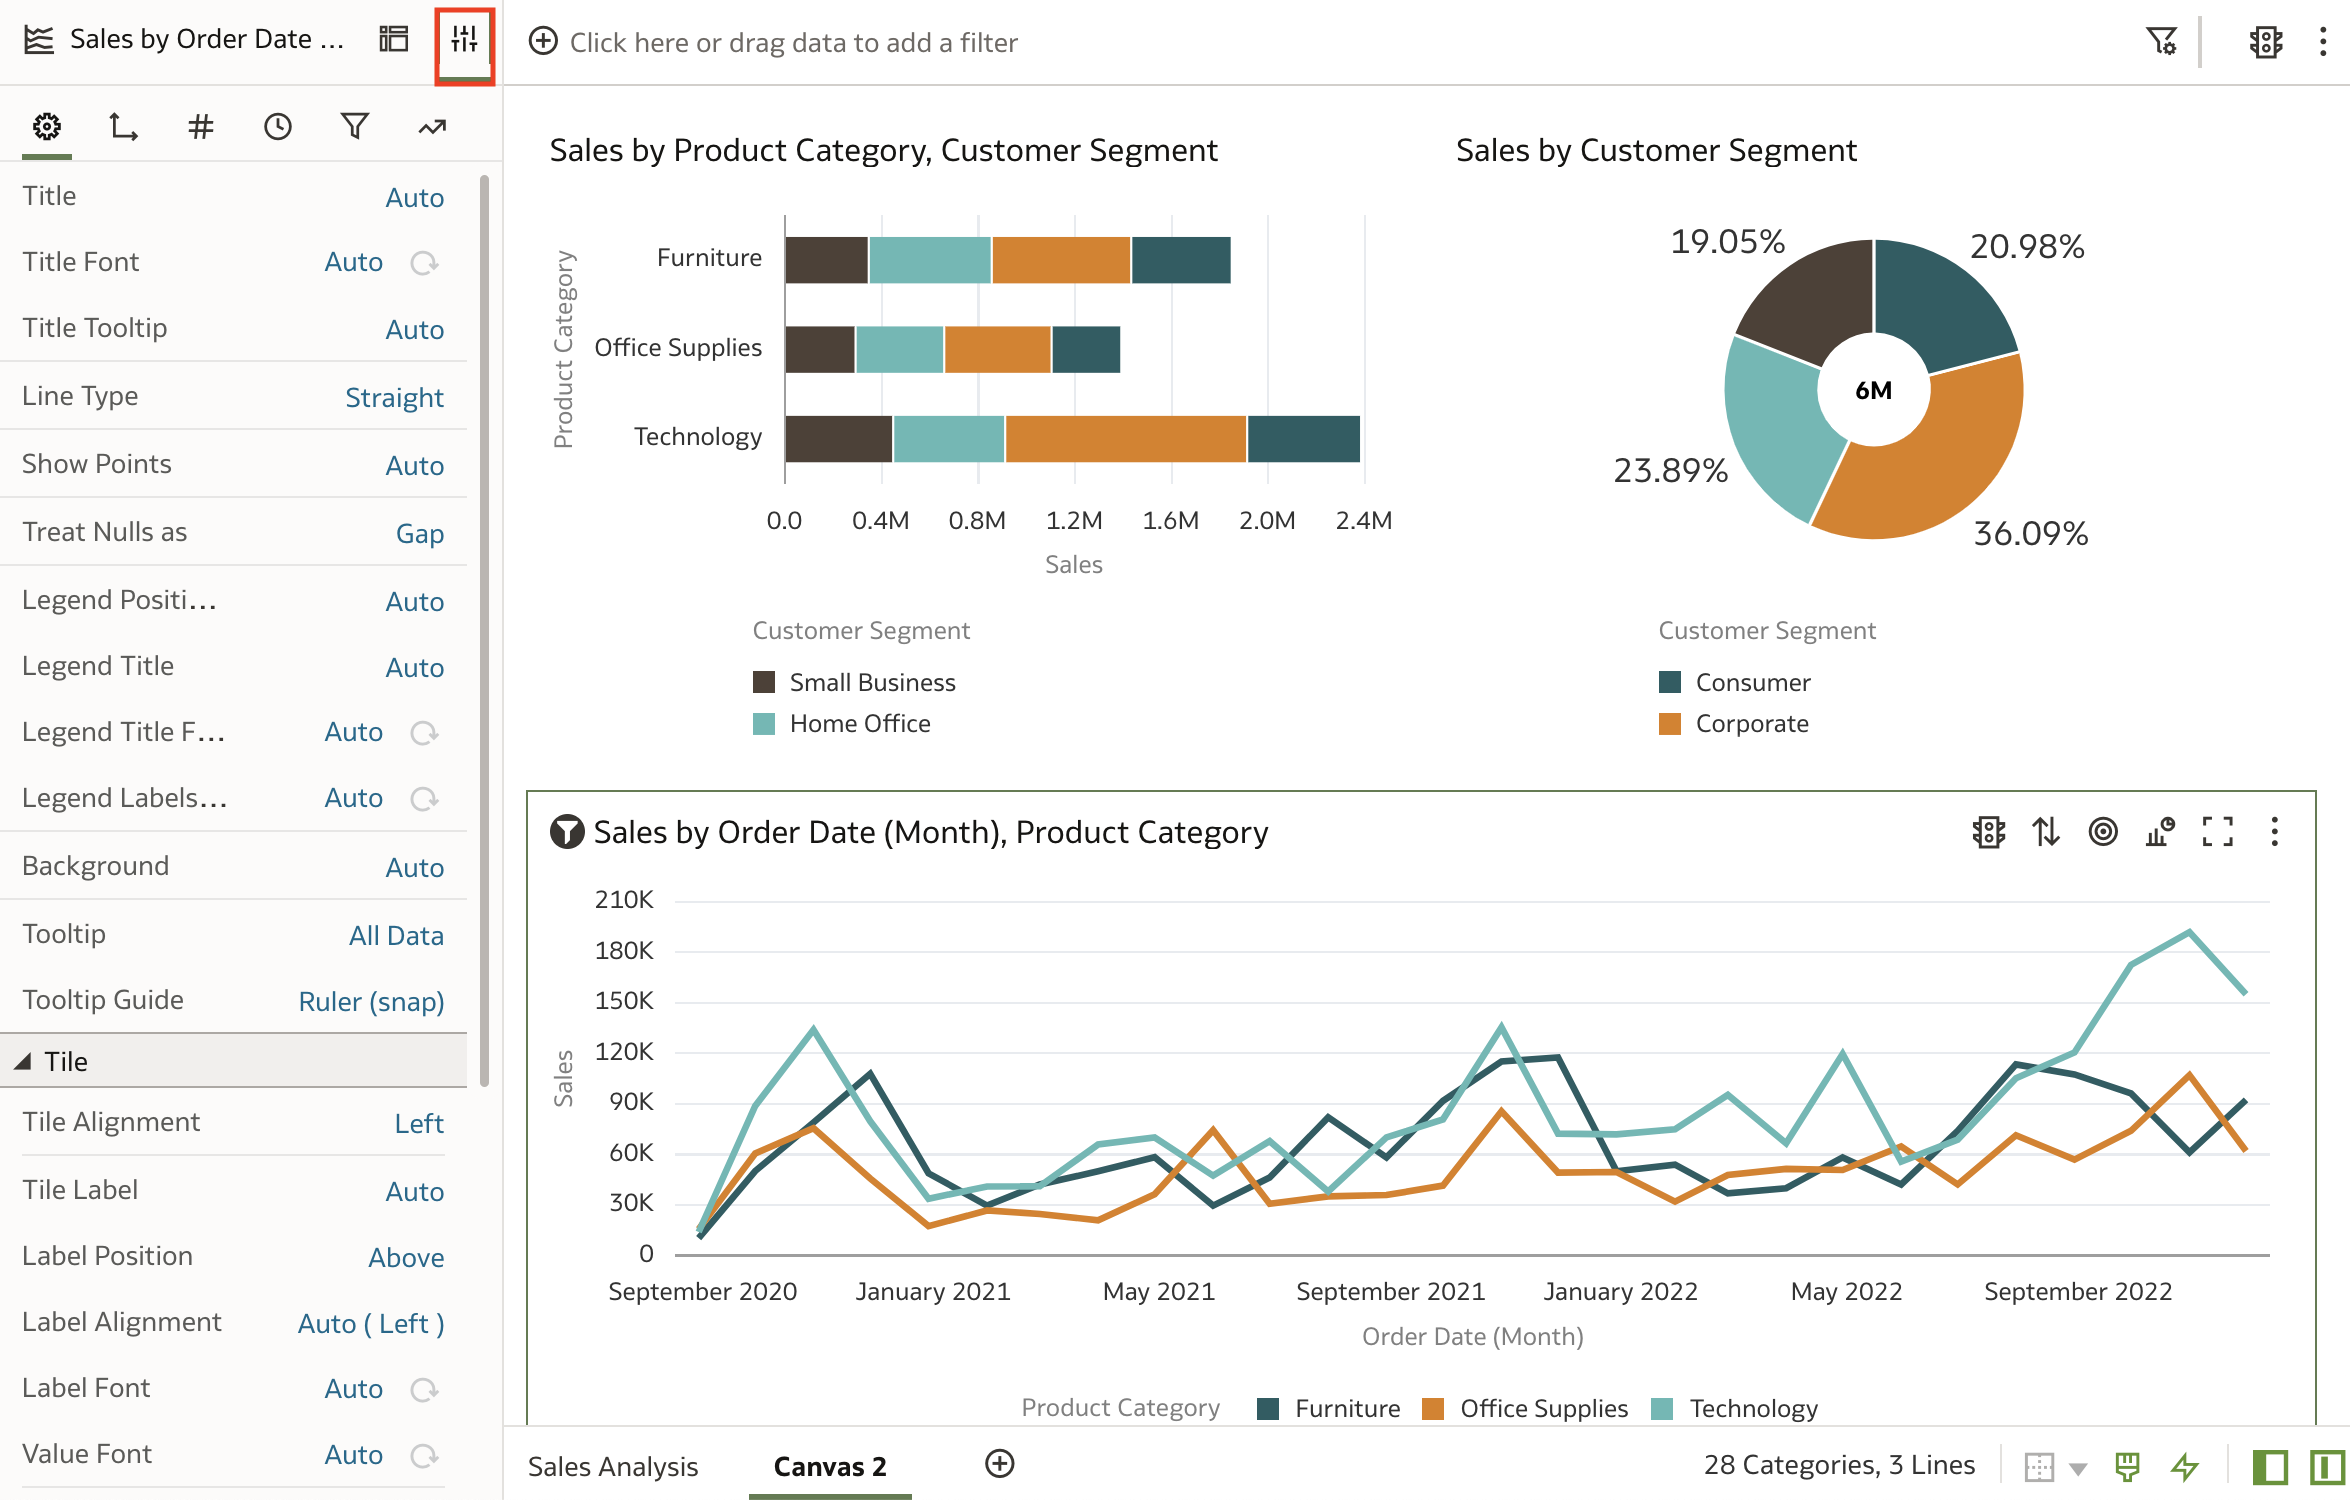 Sales by Order Date ...
Click here or drag data to add a filter
Title Auto
Title Font Auto
Title Tooltip Auto
Line Type Straight
Show Points Auto
Treat Nulls as Gap
Legend Positi... Auto
Legend Title Auto
Legend Title F... Auto
Legend Labels... Auto
Background Auto
Tooltip All Data
Tooltip Guide Ruler (snap)
Tile
Tile Alignment Left
Tile Label Auto
Label Position Above
Label Alignment Auto ( Left )
Label Font Auto
Value Font Auto
Sales by Product Category, Customer Segment
Product Category
Furniture
Office Supplies
Technology
0.0 0.4M 0.8M 1.2M 1.6M 2.0M 2.4M
Sales
Customer Segment
Small Business
Home Office
Sales by Customer Segment
19.05% 20.98%
6M
23.89%
36.09%
Customer Segment
Consumer
Corporate
Sales by Order Date (Month), Product Category
Sales
210K
180K
150K
120K
90K
60K
30K
0
September 2020 January 2021 May 2021 September 2021 January 2022 May 2022 September 2022
Order Date (Month)
Product Category Furniture Office Supplies Technology
Sales Analysis Canvas 2 28 Categories, 3 Lines